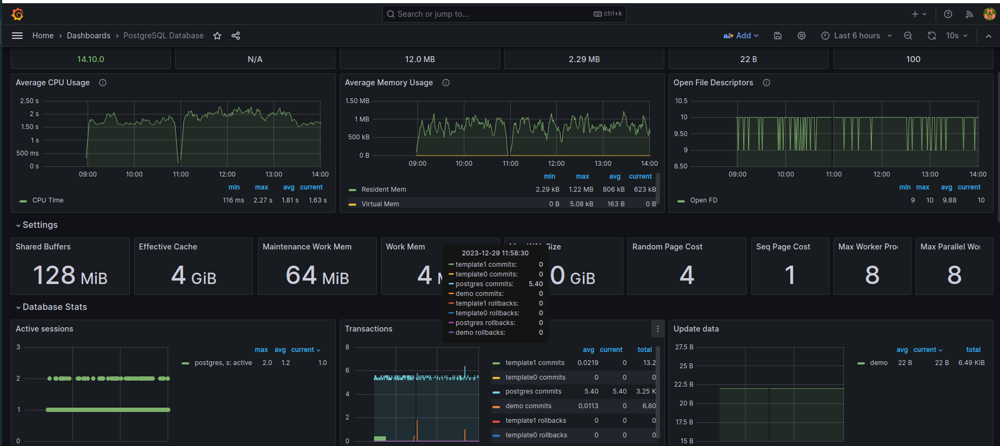 Search or jump to...
ctrl+k
Home › Dashboards › PostgreSQL Database
Add
Last 6 hours
10s
14.10.0
N/A
12.0 MB
2.29 MB
22 B
100
Average CPU Usage
2.50 s
2 s
1.50 s
1 s
500 ms
0 s
09:00 10:00 11:00 12:00 13:00 14:00
min max avg current
CPU Time 116 ms 2.27 s 1.81 s 1.63 s
Average Memory Usage
1.50 MB
1 MB
500 kB
0 B
09:00 10:00 11:00 12:00 13:00 14:00
min max avg current
Resident Mem 2.29 kB 1.22 MB 806 kB 623 kB
Virtual Mem 0 B 5.08 kB 163 B 0 B
Open File Descriptors
10.5
10
9.50
9
8.50
09:00 10:00 11:00 12:00 13:00 14:00
min max avg current
Open FD 9 10 9.88 10
Settings
Shared Buffers
128 MiB
Effective Cache
4 GiB
Maintenance Work Mem
64 MiB
Work Mem
4
Size
0 GiB
Random Page Cost
4
Seq Page Cost
1
Max Worker Pro
8
Max Parallel Wo
8
2023-12-29 11:58:30
template1 commits: 0
template0 commits: 0
postgres commits: 5.40
demo commits: 0
template1 rollbacks: 0
template0 rollbacks: 0
postgres rollbacks: 0
demo rollbacks: 0
Database Stats
Active sessions
3
2
1
0
max avg current
postgres, s: active 2.0 1.2 1.0
Transactions
8
6
4
2
0
avg current total
template1 commits 0.0219 0 13.2
template0 commits 0 0 0
postgres commits 5.40 5.40 3.25 K
demo commits 0.0113 0 6.80
template1 rollbacks 0 0 0
template0 rollbacks 0 0 0
Update data
27.5 B
25 B
22.5 B
20 B
17.5 B
15 B
avg current total
demo 22 B 22 B 6.49 KiB